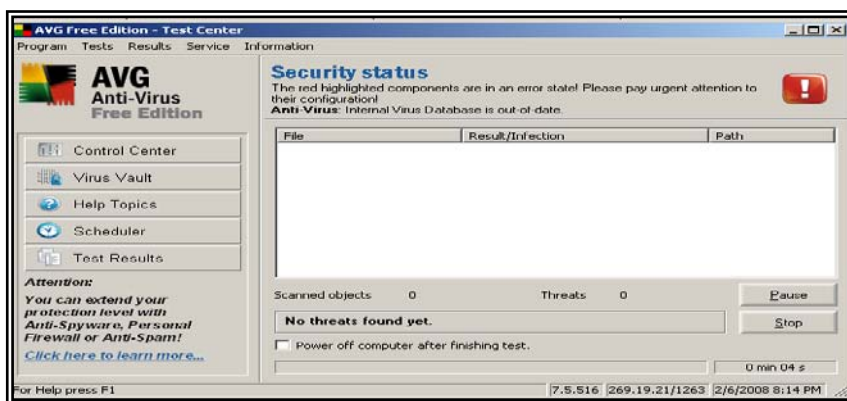 AVG Free Edition - Test Center
Program Tests Results Service Information
AVG
Anti-Virus
Free Edition
Control Center
Virus Vault
Help Topics
Scheduler
Test Results
Attention:
You can extend your
protection level with
Anti-Spyware, Personal
Firewall or Anti-Spam!
Click here to learn more...
Security status
The red highlighted components are in an error state! Please pay urgent attention to
their configuration!
Anti-Virus: Internal Virus Database is out-of-date.
File Result/Infection Path
Scanned objects 0 Threats 0
Pause
No threats found yet.
Stop
Power off computer after finishing test.
0 min 04 s
For Help press F1 7.5.516 269.19.21/1263 2/6/2008 8:14 PM